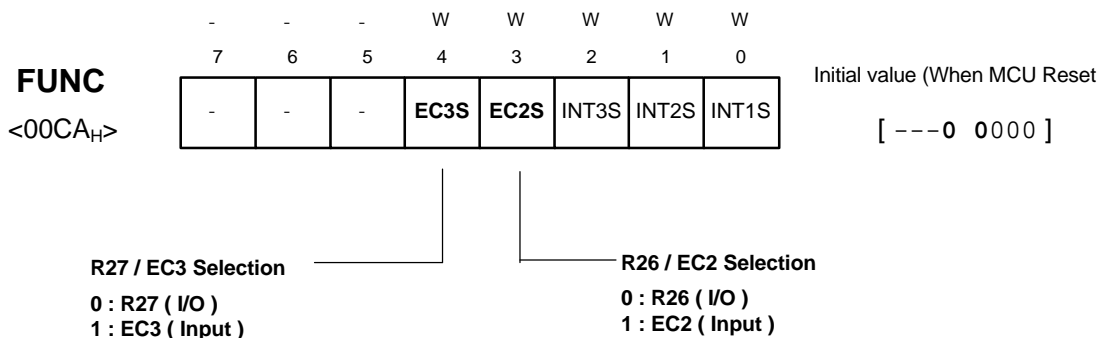 - - - W W W W W
7 6 5 4 3 2 1 0
FUNC
<00CAH>
- - - EC3S EC2S INT3S INT2S INT1S
Initial value (When MCU Reset
[ ---0 0000 ]
R27 / EC3 Selection
0 : R27 ( I/O )
1 : EC3 ( Input )
R26 / EC2 Selection
0 : R26 ( I/O )
1 : EC2 ( Input )